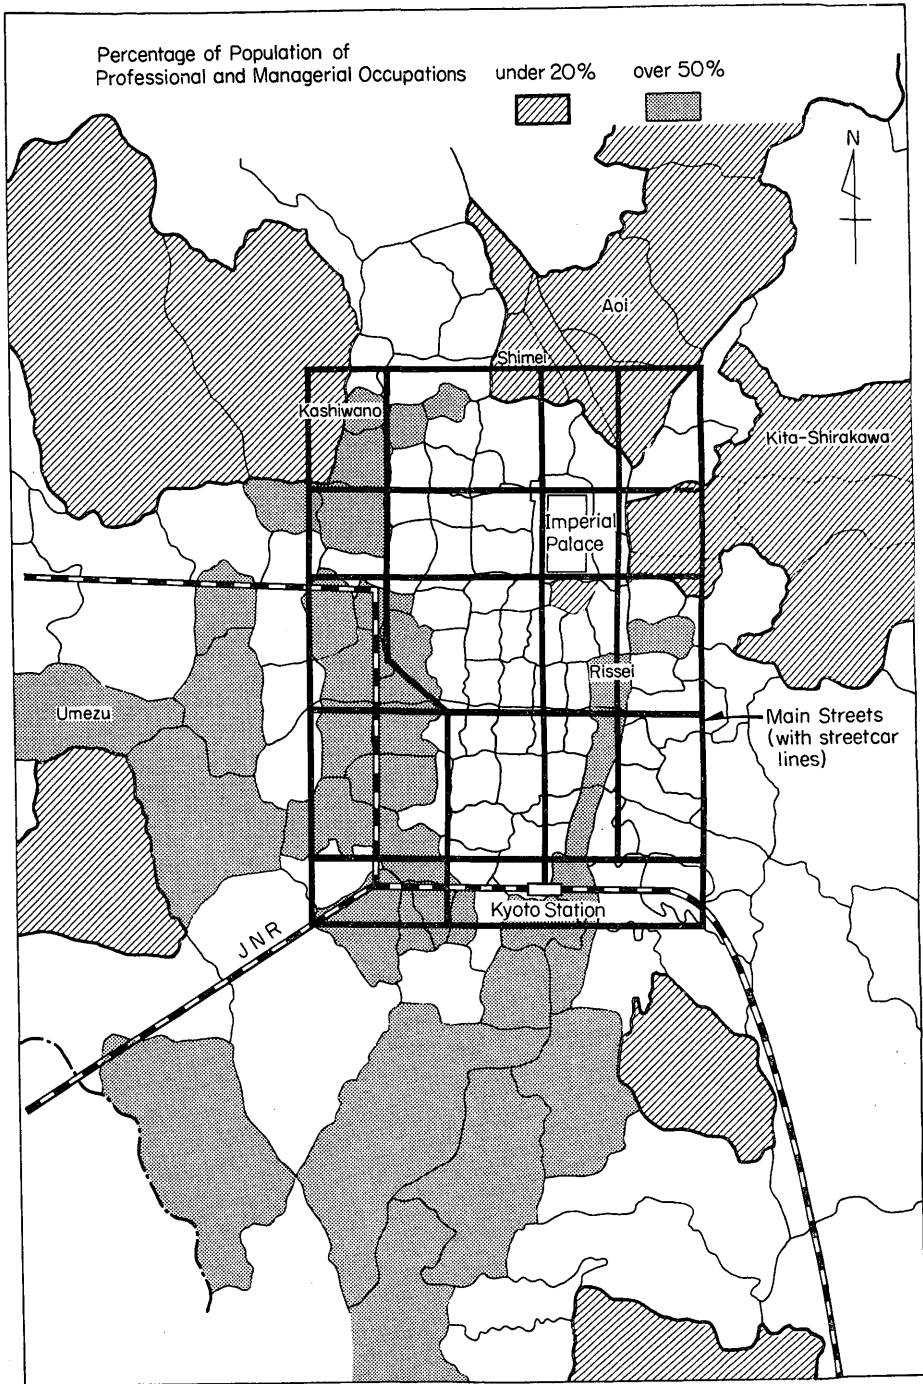 Percentage of Population of
Professional and Managerial Occupations
under 20%
over 50%
N
Aoi
Shimei
Kashiwano
Kita-Shirakawa
Imperial
Palace
Rissei
Umezu
Main Streets
(with streetcar
lines)
Kyoto Station
JNR